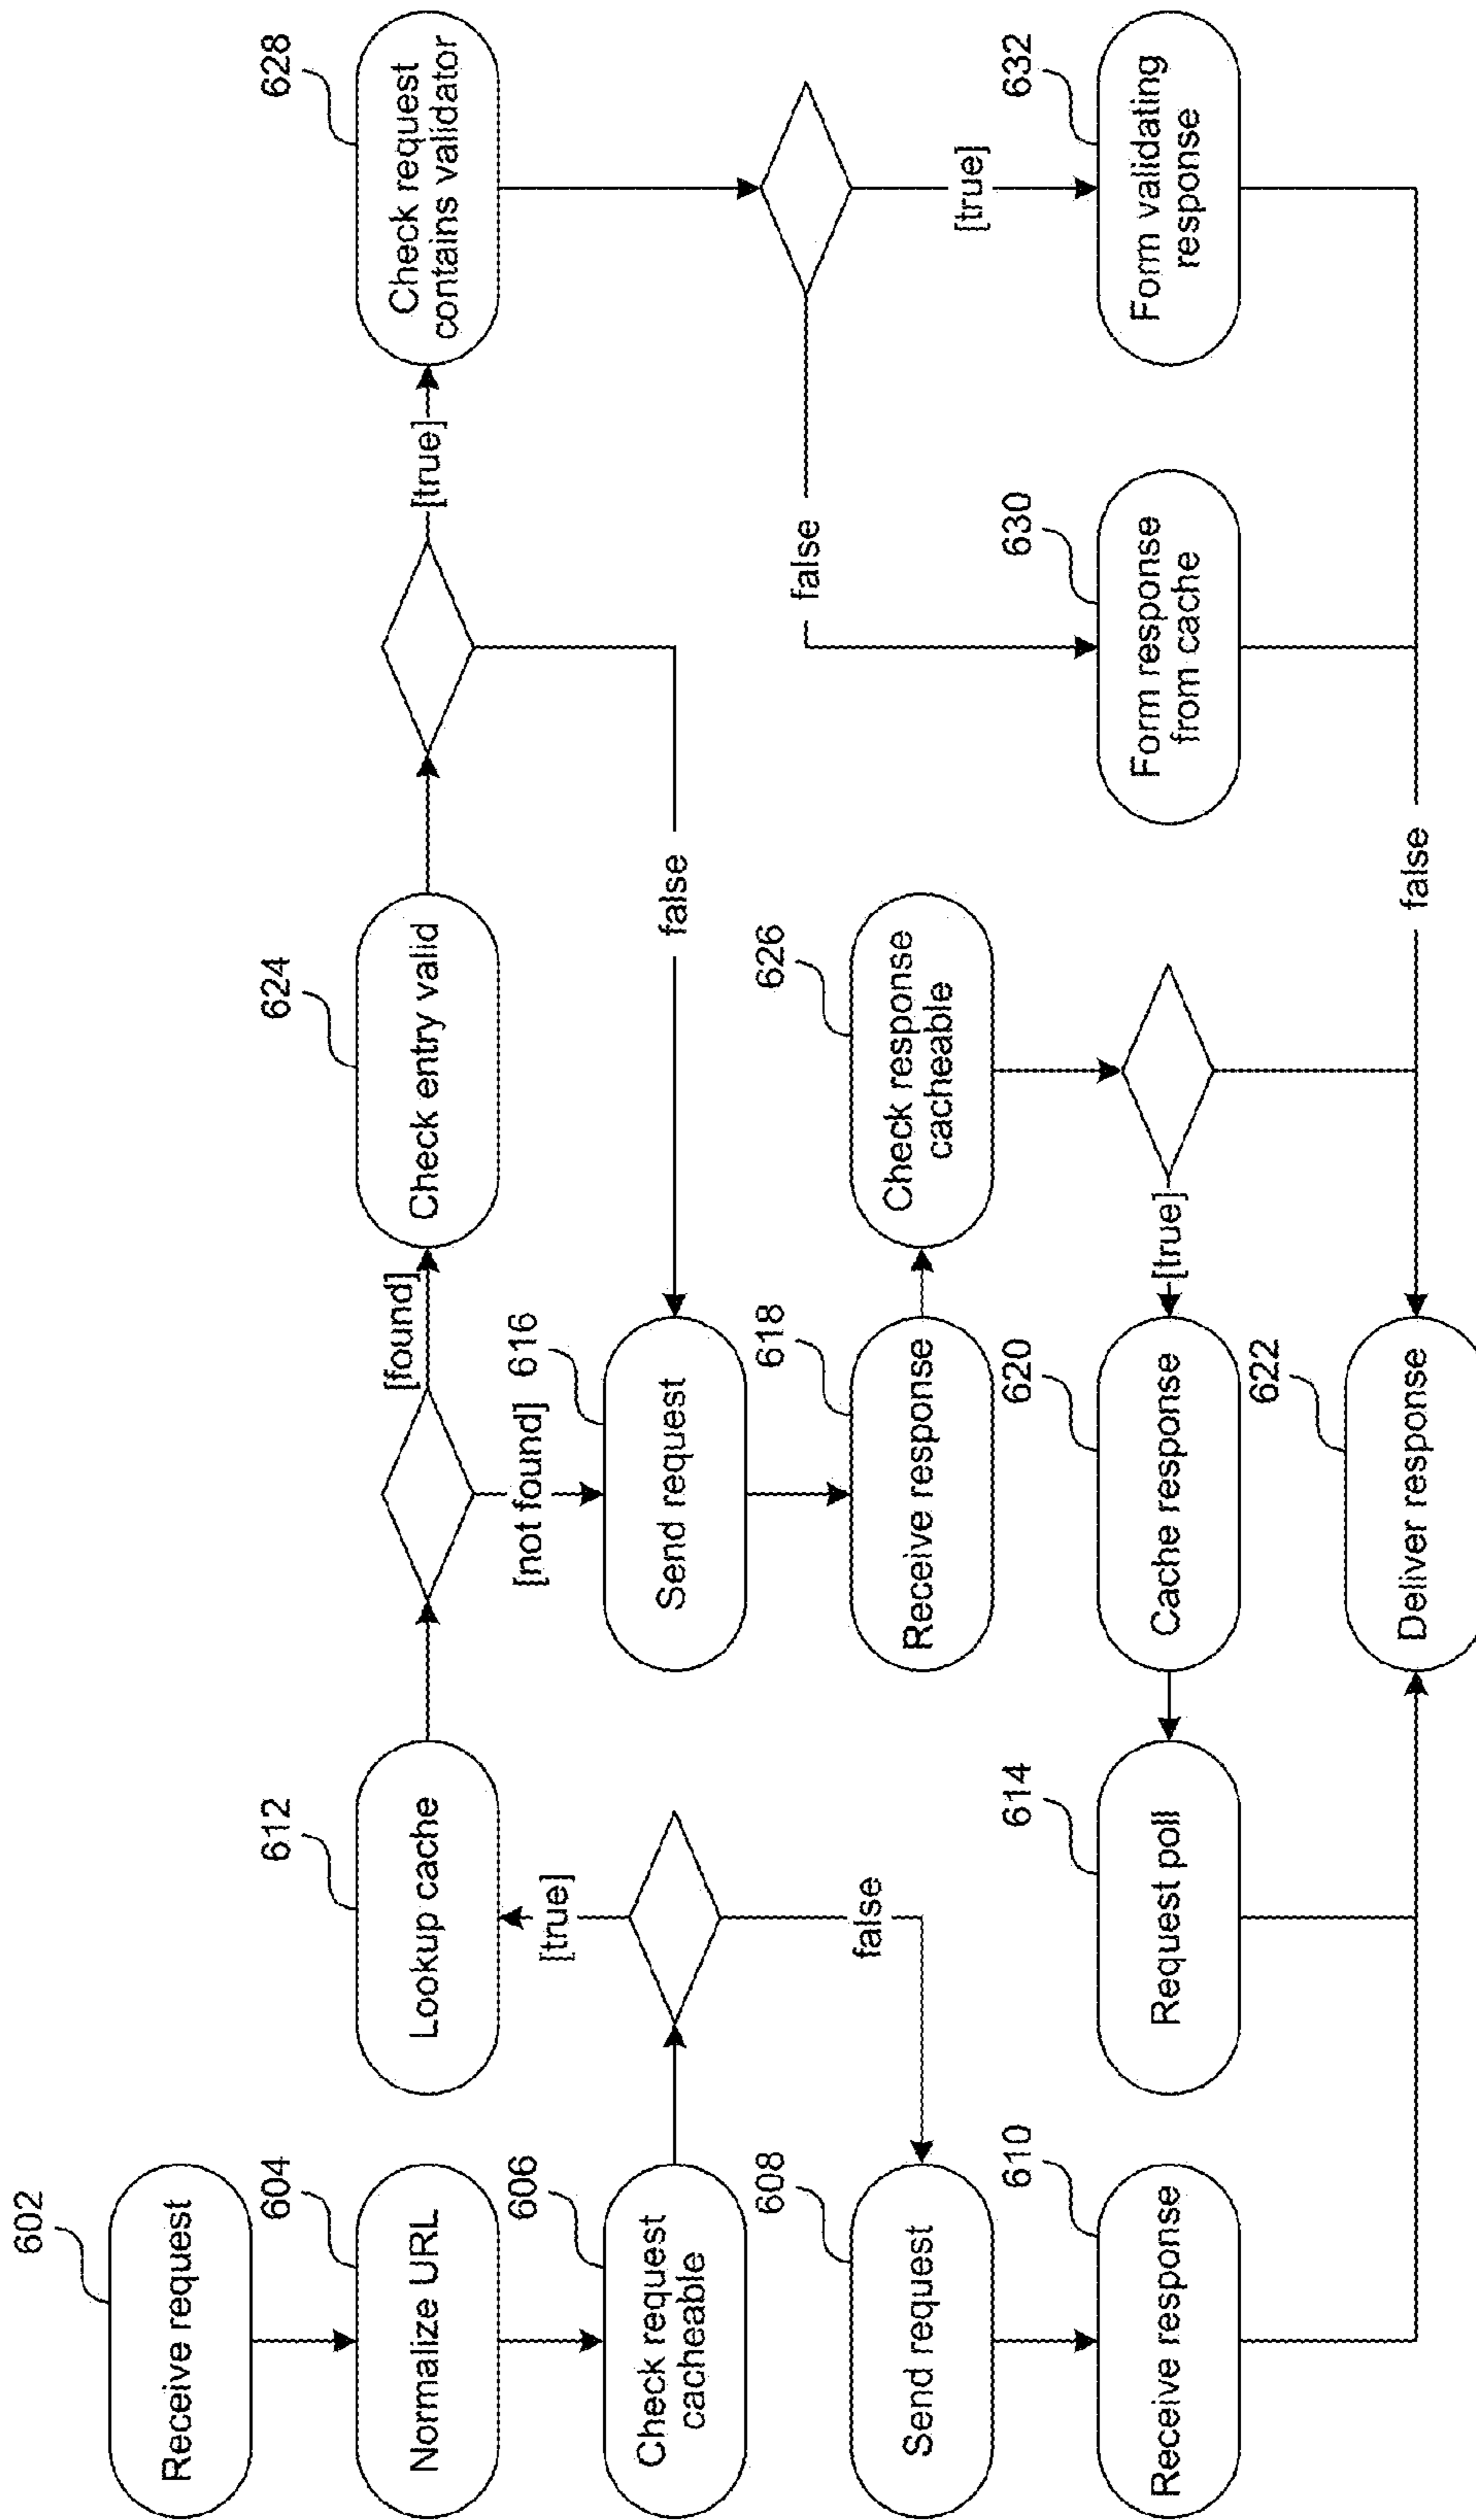 602
Receive request
604
Normalize URL
606
Check request
cacheable
[true]
false
608
Send request
610
Receive response
612
Lookup cache
[found]
[not found]
614
Request poll
616
Send request
618
Receive response
620
Cache response
622
Deliver response
624
Check entry valid
[true]
false
626
Check response
cacheable
[true]
false
628
Check request
contains validator
false
[true]
630
Form response
from cache
632
Form validating
response